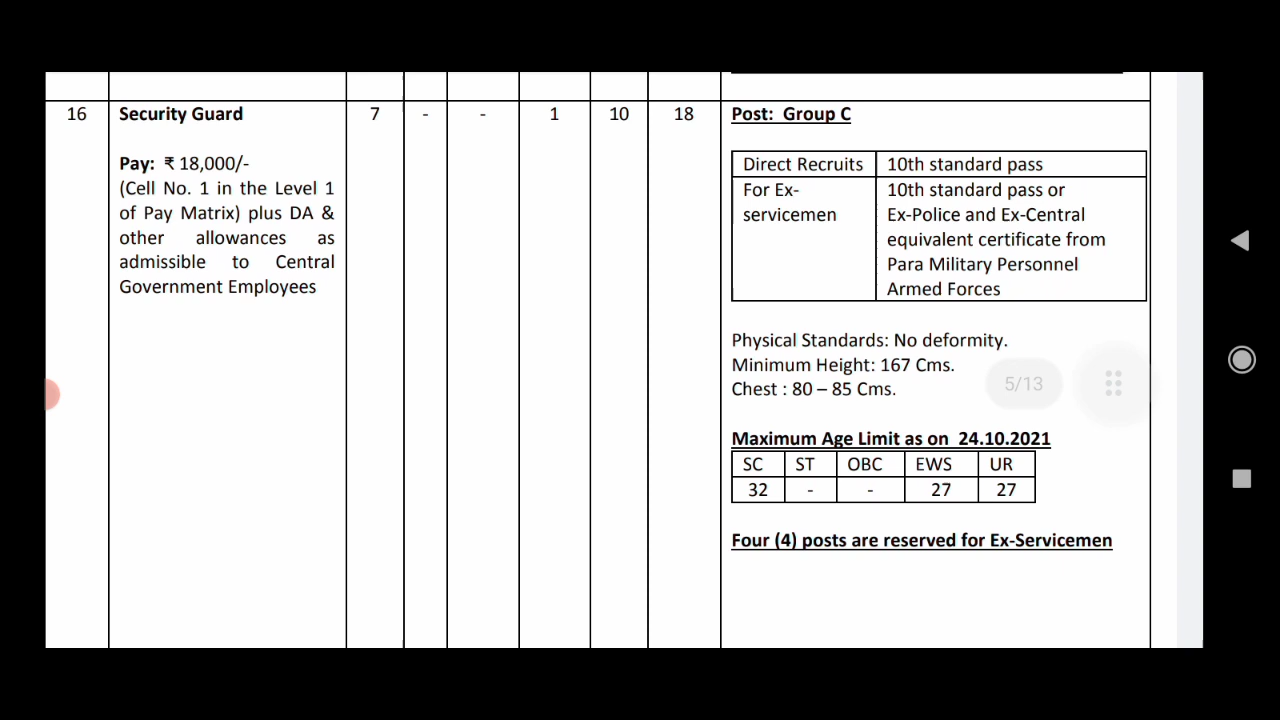 16 Security Guard 7 - - 1 10 18 Post: Group C
Pay: ₹ 18,000/-
(Cell No. 1 in the Level 1
of Pay Matrix) plus DA &
other allowances as
admissible to Central
Government Employees
Direct Recruits 10th standard pass
For Ex- 10th standard pass or
servicemen Ex-Police and Ex-Central
equivalent certificate from
Para Military Personnel
Armed Forces
Physical Standards: No deformity.
Minimum Height: 167 Cms.
Chest : 80 – 85 Cms.
5/13
Maximum Age Limit as on 24.10.2021
SC ST OBC EWS UR
32 - - 27 27
Four (4) posts are reserved for Ex-Servicemen